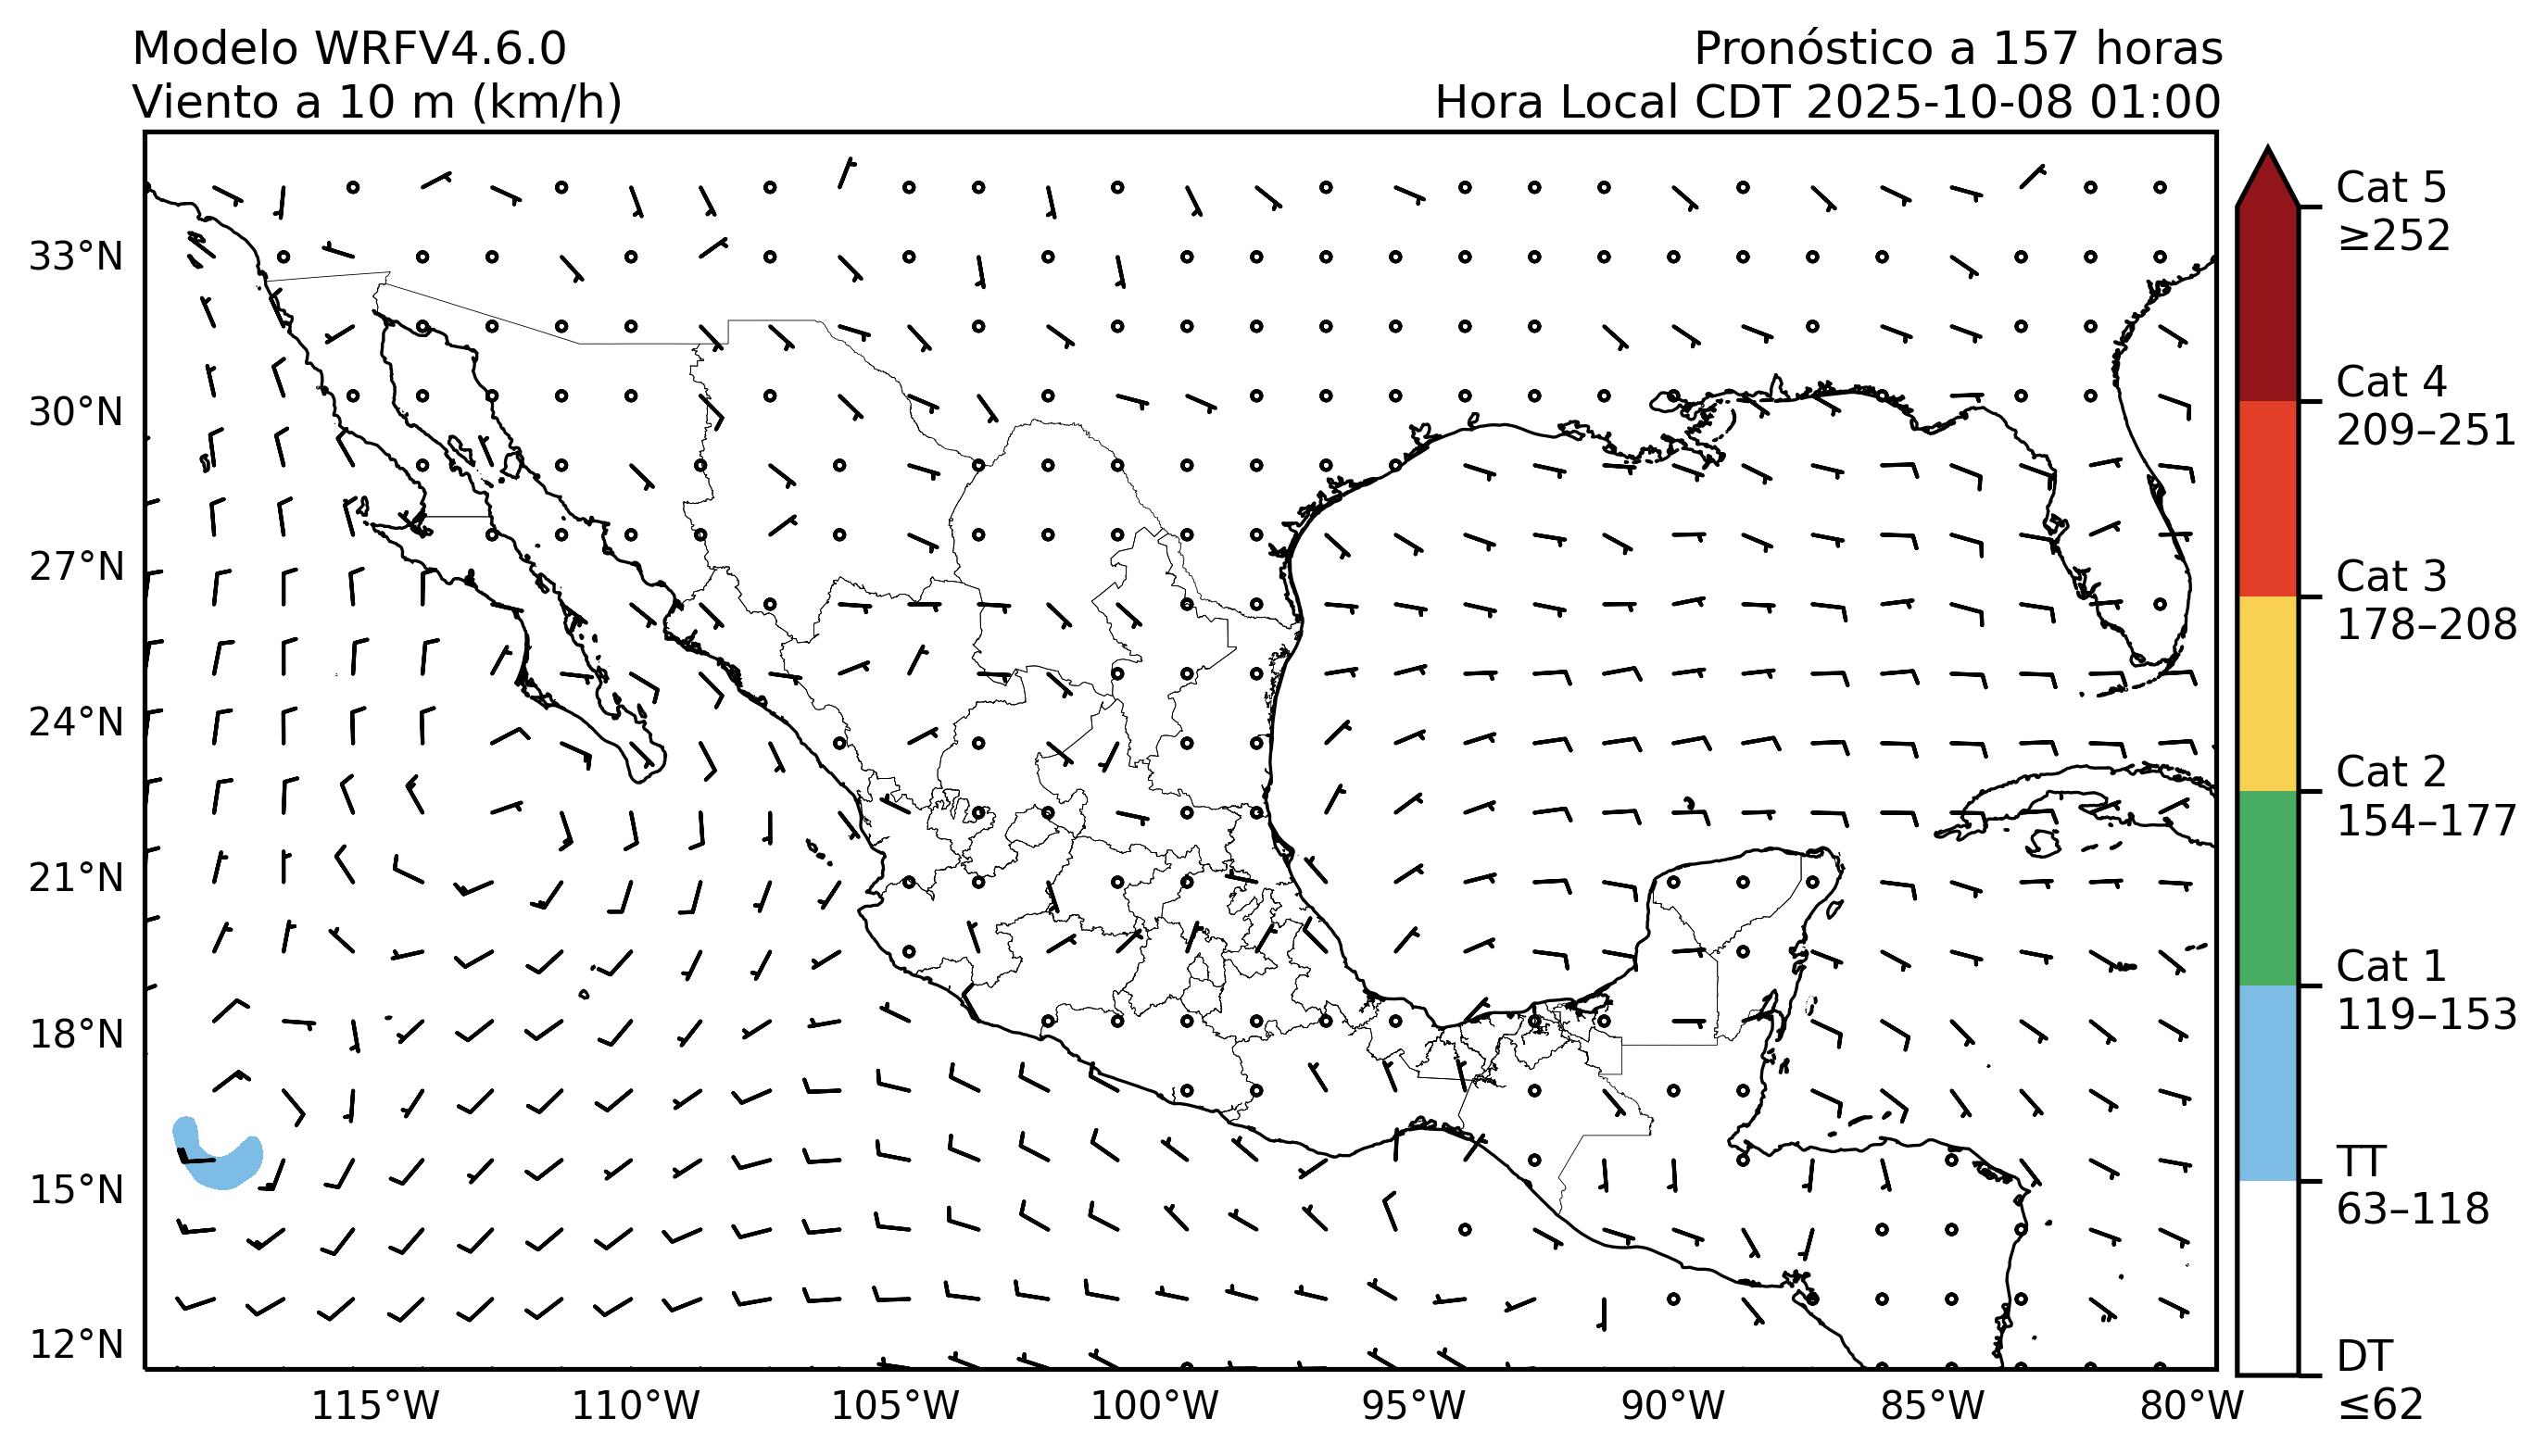 Modelo WRFV4.6.0
Viento a 10 m (km/h)
Pronóstico a 157 horas
Hora Local CDT 2025-10-08 01:00
33°N
30°N
27°N
24°N
21°N
18°N
15°N
12°N
115°W
110°W
105°W
100°W
95°W
90°W
85°W
80°W
Cat 5
≥252
Cat 4
209–251
Cat 3
178–208
Cat 2
154–177
Cat 1
119–153
TT
63–118
DT
≤62